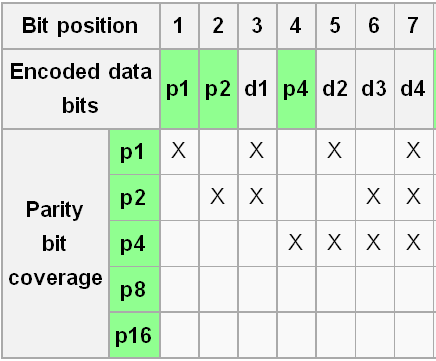 Bit position 1 2 3 4 5 6 7
Encoded data bits p1 p2 d1 p4 d2 d3 d4
Parity bit coverage
p1 X X X X
p2 X X X X
p4 X X X X
p8
p16